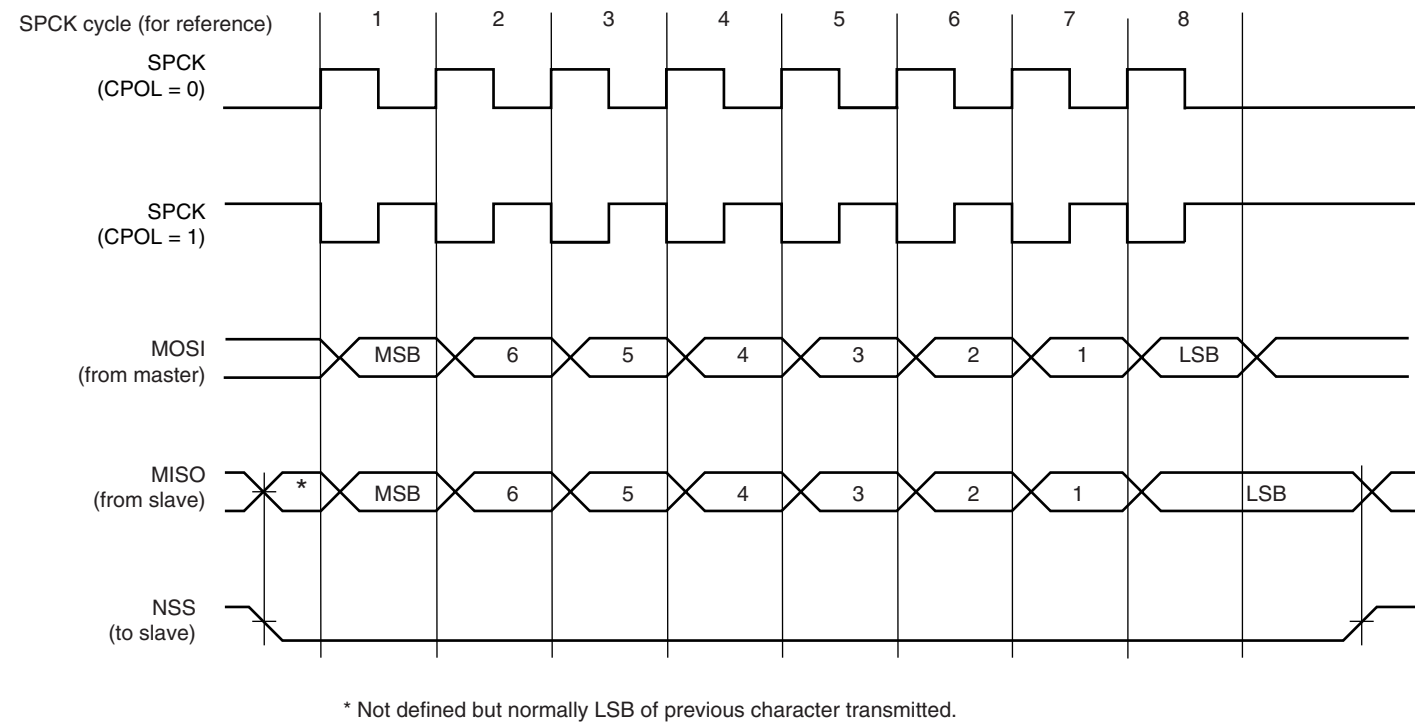 SPCK cycle (for reference) 1 2 3 4 5 6 7 8
SPCK
(CPOL = 0)
SPCK
(CPOL = 1)
MOSI
(from master)
MSB 6 5 4 3 2 1 LSB
MISO
(from slave)
* MSB 6 5 4 3 2 1 LSB
NSS
(to slave)
* Not defined but normally LSB of previous character transmitted.